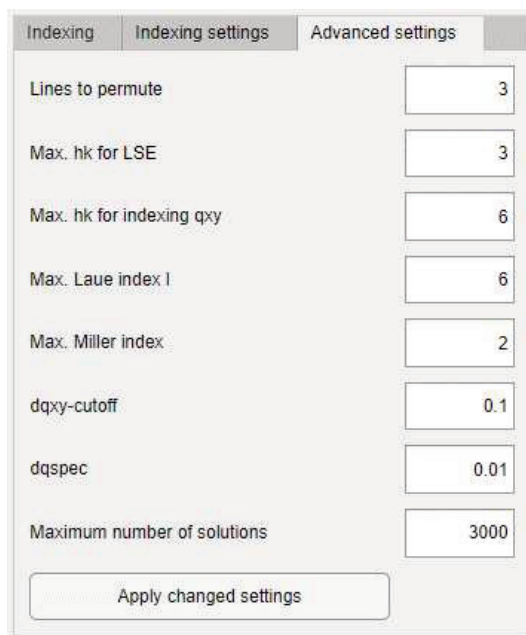 Indexing Indexing settings Advanced settings
Lines to permute 3
Max. hk for LSE 3
Max. hk for indexing qxy 6
Max. Laue index l 6
Max. Miller index 2
dqxy-cutoff 0.1
dqspec 0.01
Maximum number of solutions 3000
Apply changed settings